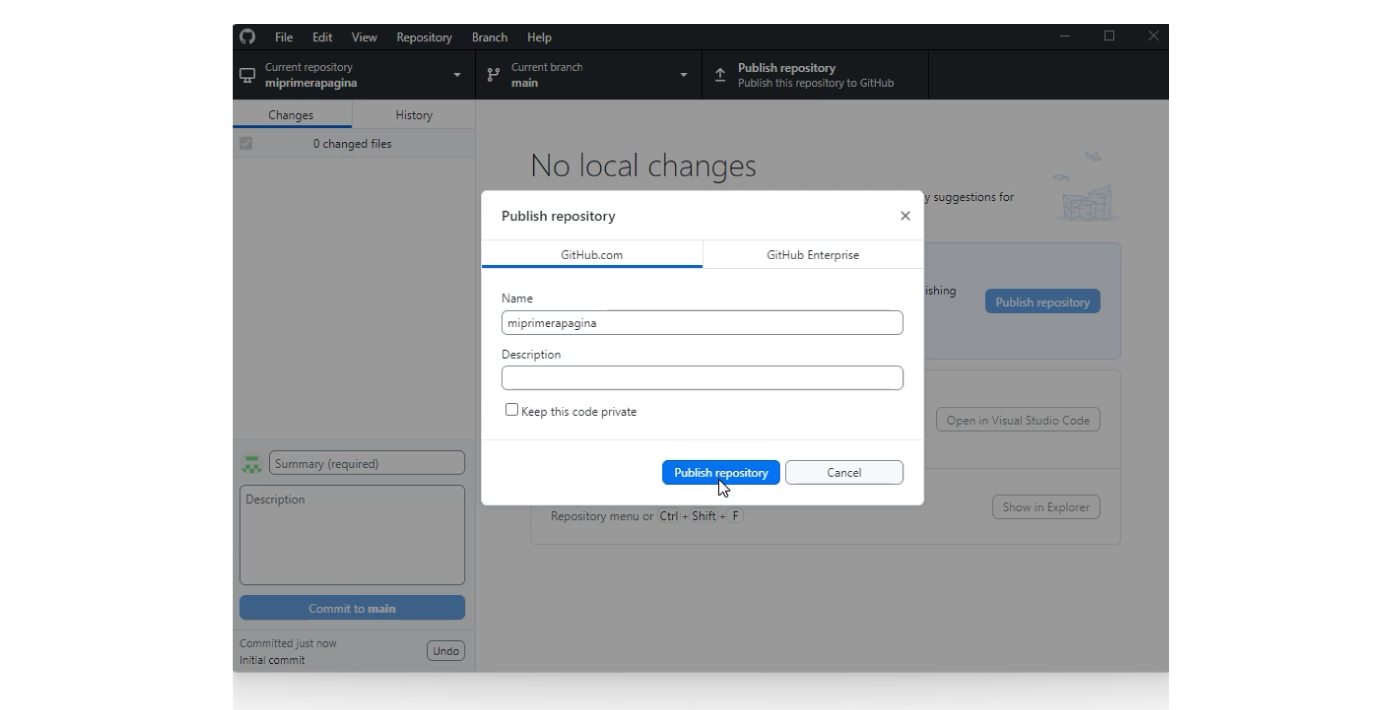 File Edit View Repository Branch Help
Current repository
miprimerapagina
Current branch
main
Publish repository
Publish this repository to GitHub
Changes History
0 changed files
No local changes
y suggestions for
Publish repository
GitHub.com GitHub Enterprise
Name
miprimerapagina
Description
Keep this code private
Publish repository Cancel
ishing
Publish repository
Open in Visual Studio Code
Show in Explorer
Repository menu or Ctrl + Shift + F
Summary (required)
Description
Commit to main
Committed just now
Initial commit
Undo